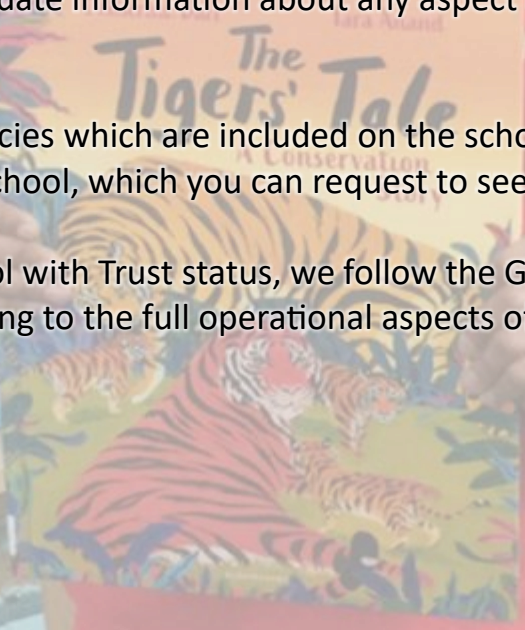 date information about any aspect
Tara Anand
The
Tigers' Tale
cies which are included on the scho
A Conservation
Story
chool, which you can request to see
ol with Trust status, we follow the G
ng to the full operational aspects of